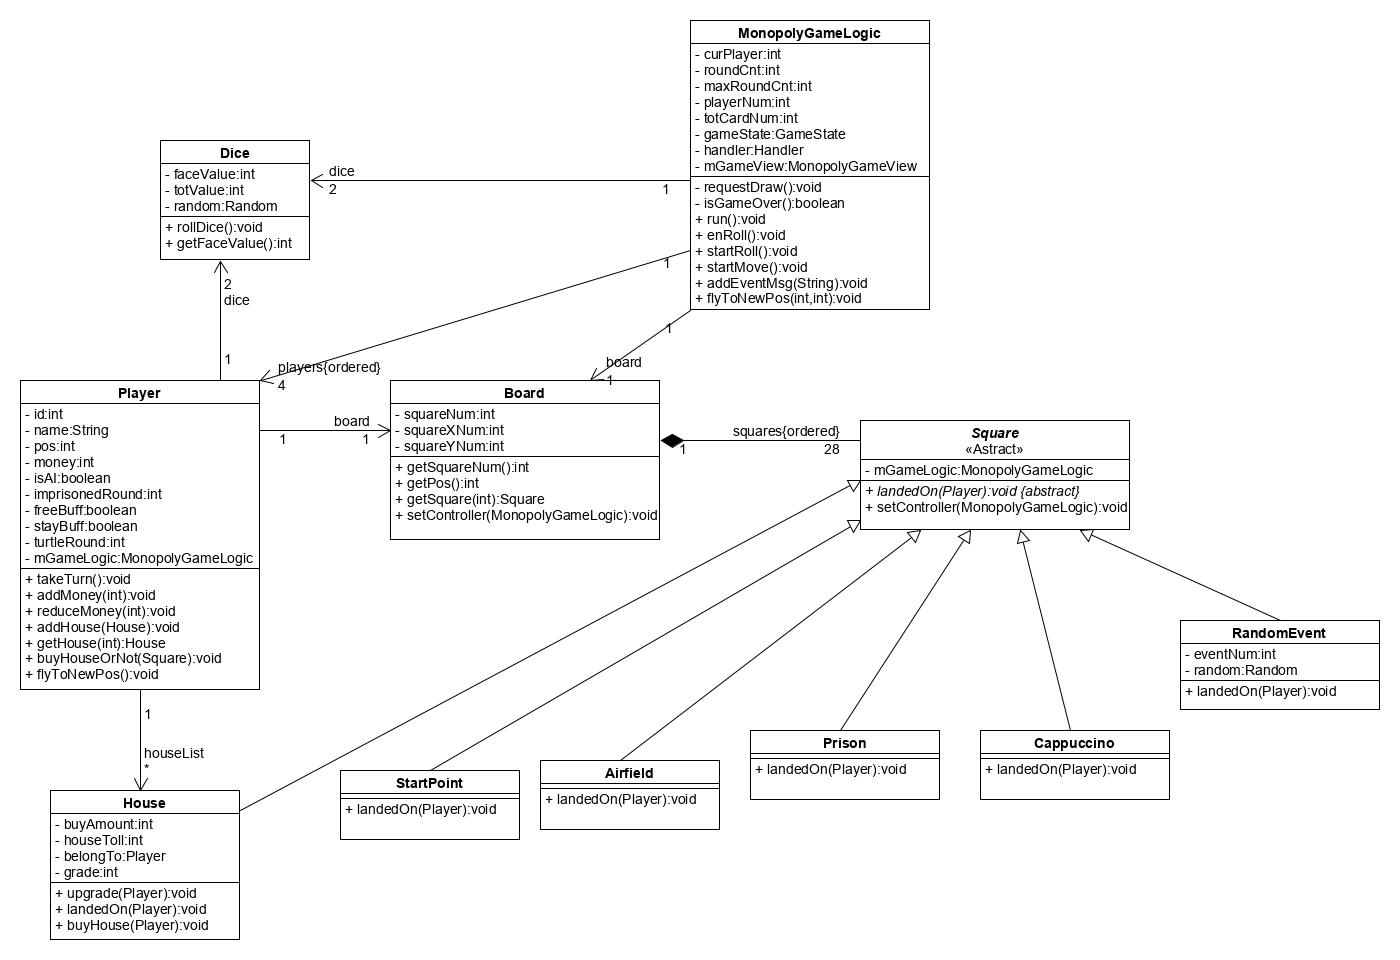 MonopolyGameLogic
- curPlayer:int
- roundCnt:int
- maxRoundCnt:int
- playerNum:int
- totCardNum:int
- gameState:GameState
- handler:Handler
- mGameView:MonopolyGameView
- requestDraw():void
- isGameOver():boolean
+ run():void
+ enRoll():void
+ startRoll():void
+ startMove():void
+ addEventMsg(String):void
+ flyToNewPos(int,int):void
Dice
- faceValue:int
- totValue:int
- random:Random
+ rollDice():void
+ getFaceValue():int
dice
2
1
2
dice
1
1
players{ordered}
4
1
board
1
Player
- id:int
- name:String
- pos:int
- money:int
- isAI:boolean
- imprisonedRound:int
- freeBuff:boolean
- stayBuff:boolean
- turtleRound:int
- mGameLogic:MonopolyGameLogic
+ takeTurn():void
+ addMoney(int):void
+ reduceMoney(int):void
+ addHouse(House):void
+ getHouse(int):House
+ buyHouseOrNot(Square):void
+ flyToNewPos():void
board
1
1
Board
- squareNum:int
- squareXNum:int
- squareYNum:int
+ getSquareNum():int
+ getPos():int
+ getSquare(int):Square
+ setController(MonopolyGameLogic):void
squares{ordered}
1
28
Square
«Astract»
- mGameLogic:MonopolyGameLogic
+ landedOn(Player):void {abstract}
+ setController(MonopolyGameLogic):void
RandomEvent
- eventNum:int
- random:Random
+ landedOn(Player):void
1
houseList
*
House
- buyAmount:int
- houseToll:int
- belongTo:Player
- grade:int
+ upgrade(Player):void
+ landedOn(Player):void
+ buyHouse(Player):void
StartPoint
+ landedOn(Player):void
Airfield
+ landedOn(Player):void
Prison
+ landedOn(Player):void
Cappuccino
+ landedOn(Player):void